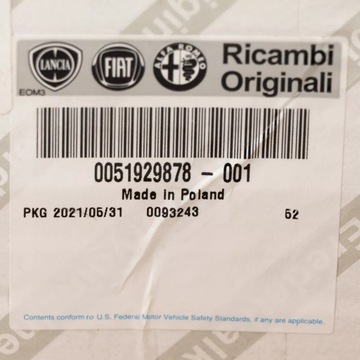 LANCIA FIAT ALFA ROMEO Ricambi
Originali
EOM3
0051929878 - 001
Made in Poland
PKG 2021/05/31 0093243 52
Contents conform ro U.S. Federal Motor Vehicle Safety Standards, if any are applicable.